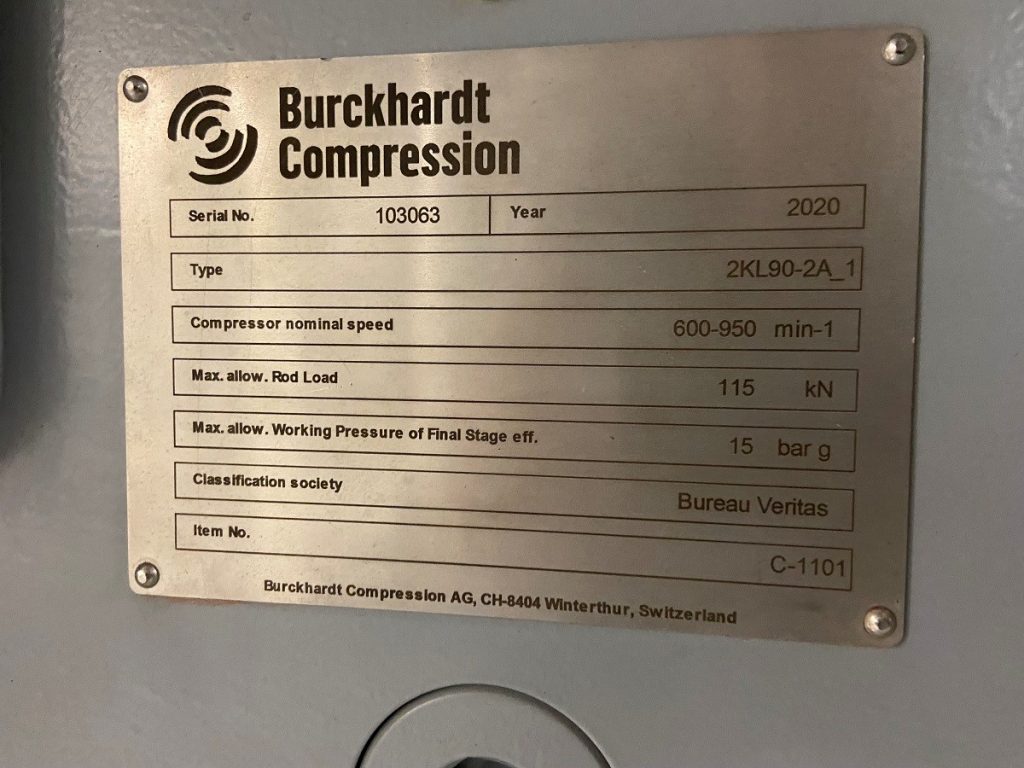 Burckhardt
Compression
Serial No. 103063 Year 2020
Type 2KL90-2A_1
Compressor nominal speed 600-950 min-1
Max. allow. Rod Load 115 kN
Max. allow. Working Pressure of Final Stage eff. 15 bar g
Classification society Bureau Veritas
Item No. C-1101
Burckhardt Compression AG, CH-8404 Winterthur, Switzerland